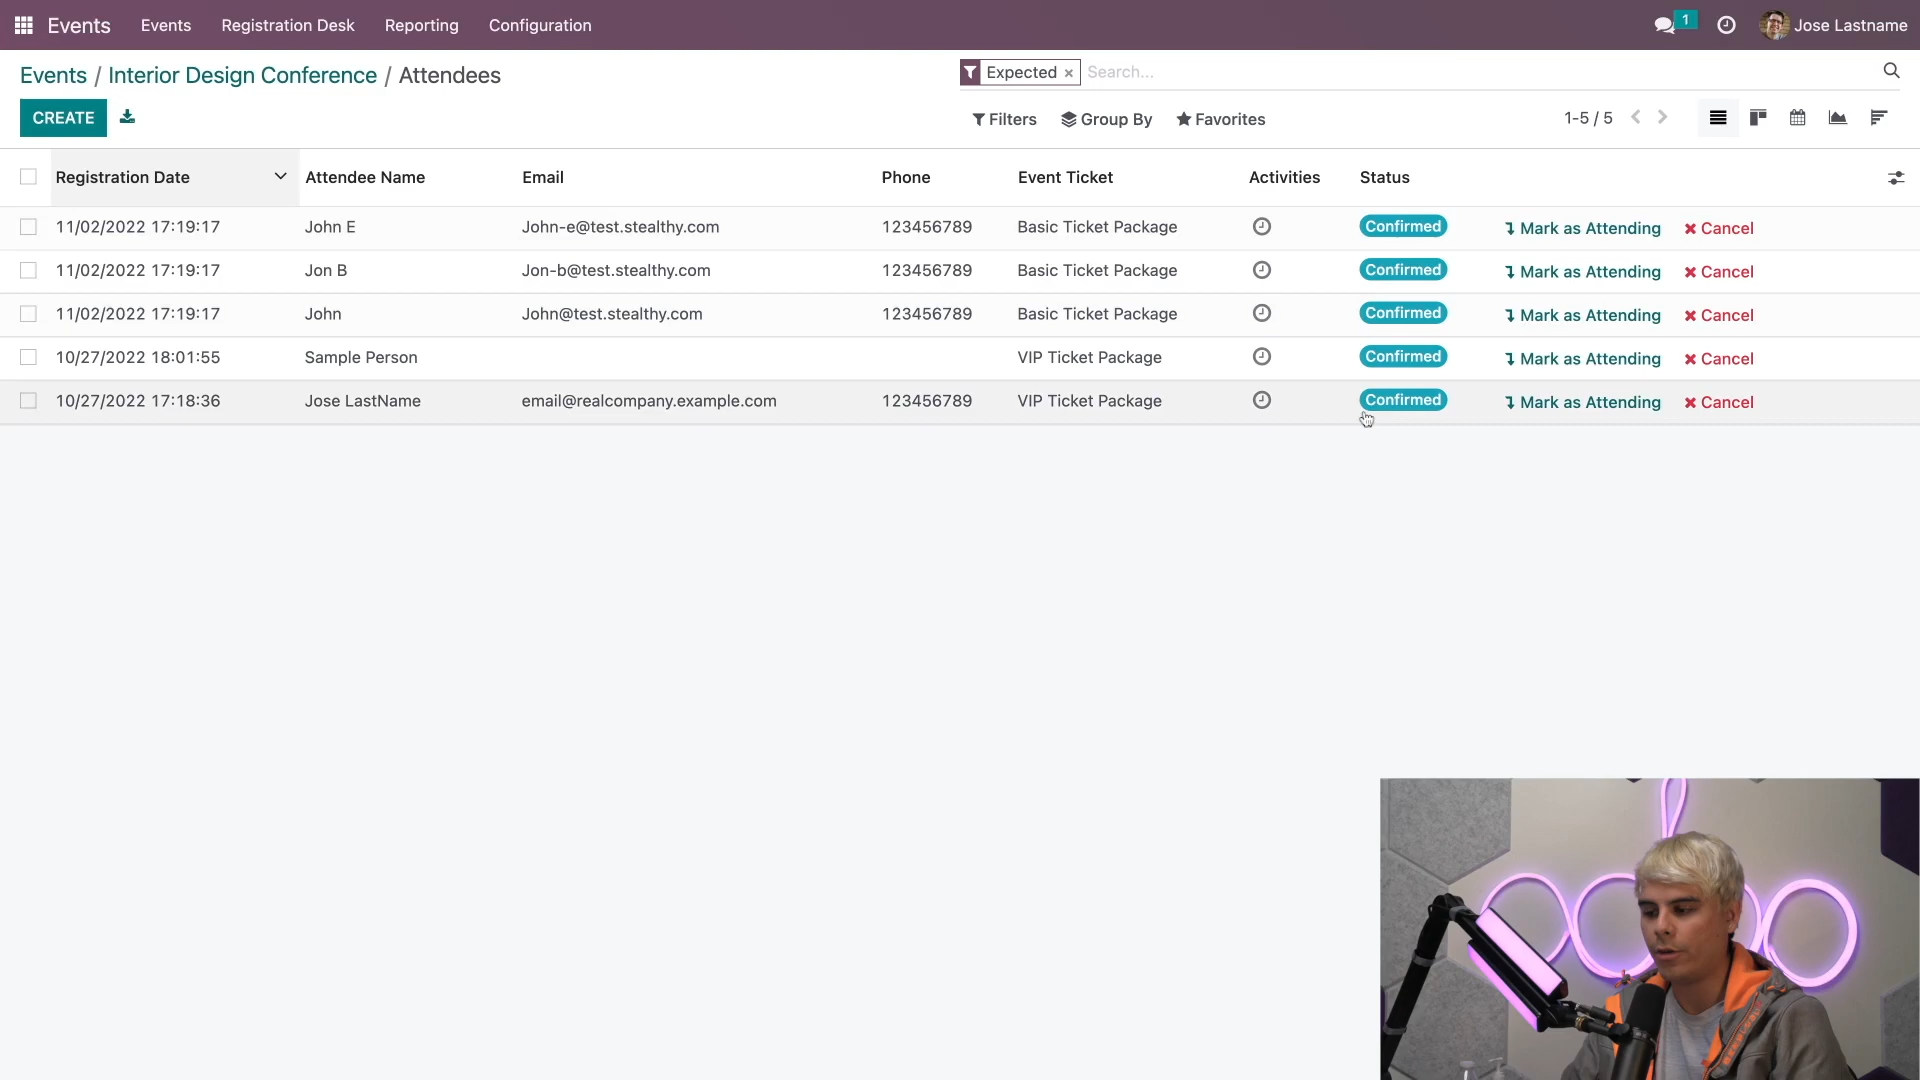 Events Events Registration Desk Reporting Configuration 1 Jose Lastname
Events / Interior Design Conference / Attendees
Expected × Search...
CREATE
Filters Group By Favorites 1-5 / 5
Registration Date Attendee Name Email Phone Event Ticket Activities Status
11/02/2022 17:19:17 John E John-e@test.stealthy.com 123456789 Basic Ticket Package Confirmed Mark as Attending Cancel
11/02/2022 17:19:17 Jon B Jon-b@test.stealthy.com 123456789 Basic Ticket Package Confirmed Mark as Attending Cancel
11/02/2022 17:19:17 John John@test.stealthy.com 123456789 Basic Ticket Package Confirmed Mark as Attending Cancel
10/27/2022 18:01:55 Sample Person VIP Ticket Package Confirmed Mark as Attending Cancel
10/27/2022 17:18:36 Jose LastName email@realcompany.example.com 123456789 VIP Ticket Package Confirmed Mark as Attending Cancel